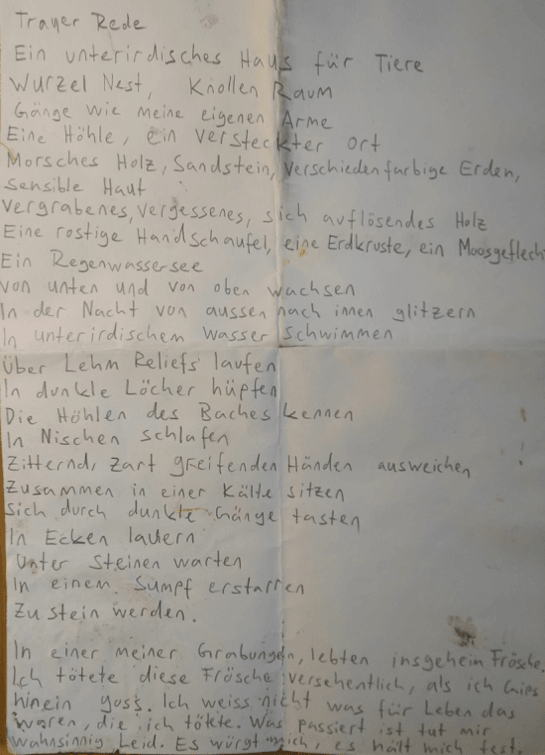 Trauer Rede
Ein unterirdisches Haus für Tiere
Wurzel Nest, Knollen Raum
Gänge wie meine eigenen Arme
Eine Höhle, ein versteckter Ort
Morsches Holz, Sandstein, Verschiedenfarbige Erden,
sensible Haut
Vergrabenes, Vergessenes, sich auflösendes Holz
Eine rostige Handschaufel, eine Erdkruste, ein Moosgeflecht
Ein Regenwassersee
von unten und von oben wachsen
In der Nacht von aussen nach innen glitzern
In unterirdischem Wasser schwimmen
Über Lehm Reliefs laufen
In dunkle Löcher hüpfen
Die Höhlen des Baches kennen
In Nischen schlafen
Zitternd, zart greifenden Händen ausweichen
Zusammen in einer Kälte sitzen
Sich durch dunkle Gänge tasten
In Ecken lauern
Unter Steinen warten
In einem Sumpf erstarren
Zu stein werden.
In einer meiner Grabungen, lebten insgeheim Frösche.
Ich tötete diese Frösche versehentlich, als ich Gips
hinein goss. Ich weiss nicht was für Leben das
waren, die ich tötte. Was passiert ist tut mir
wahnsinnig Leid. Es würgt mich, es hält mich fest.